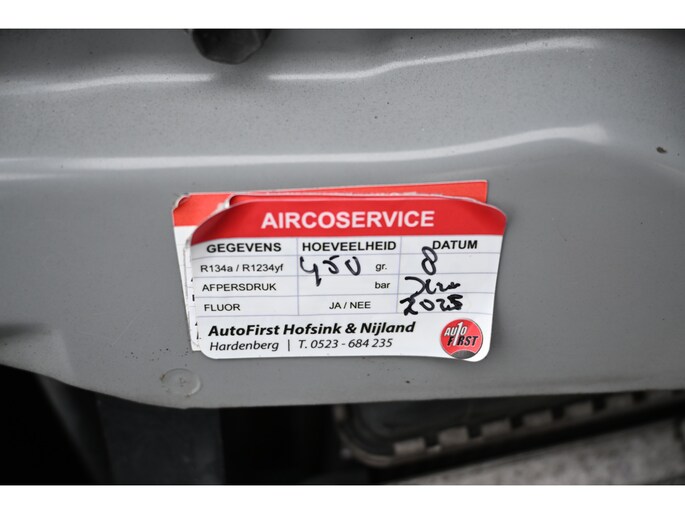 AIRCOSERVICE
GEGEVENS HOEVEELHEID DATUM
R134a / R1234yf 450 gr. 8
AFPERSDRUK bar
FLUOR JA / NEE 2025
AutoFirst Hofsink & Nijland
Hardenberg | T. 0523 - 684 235
AUTO FIRST